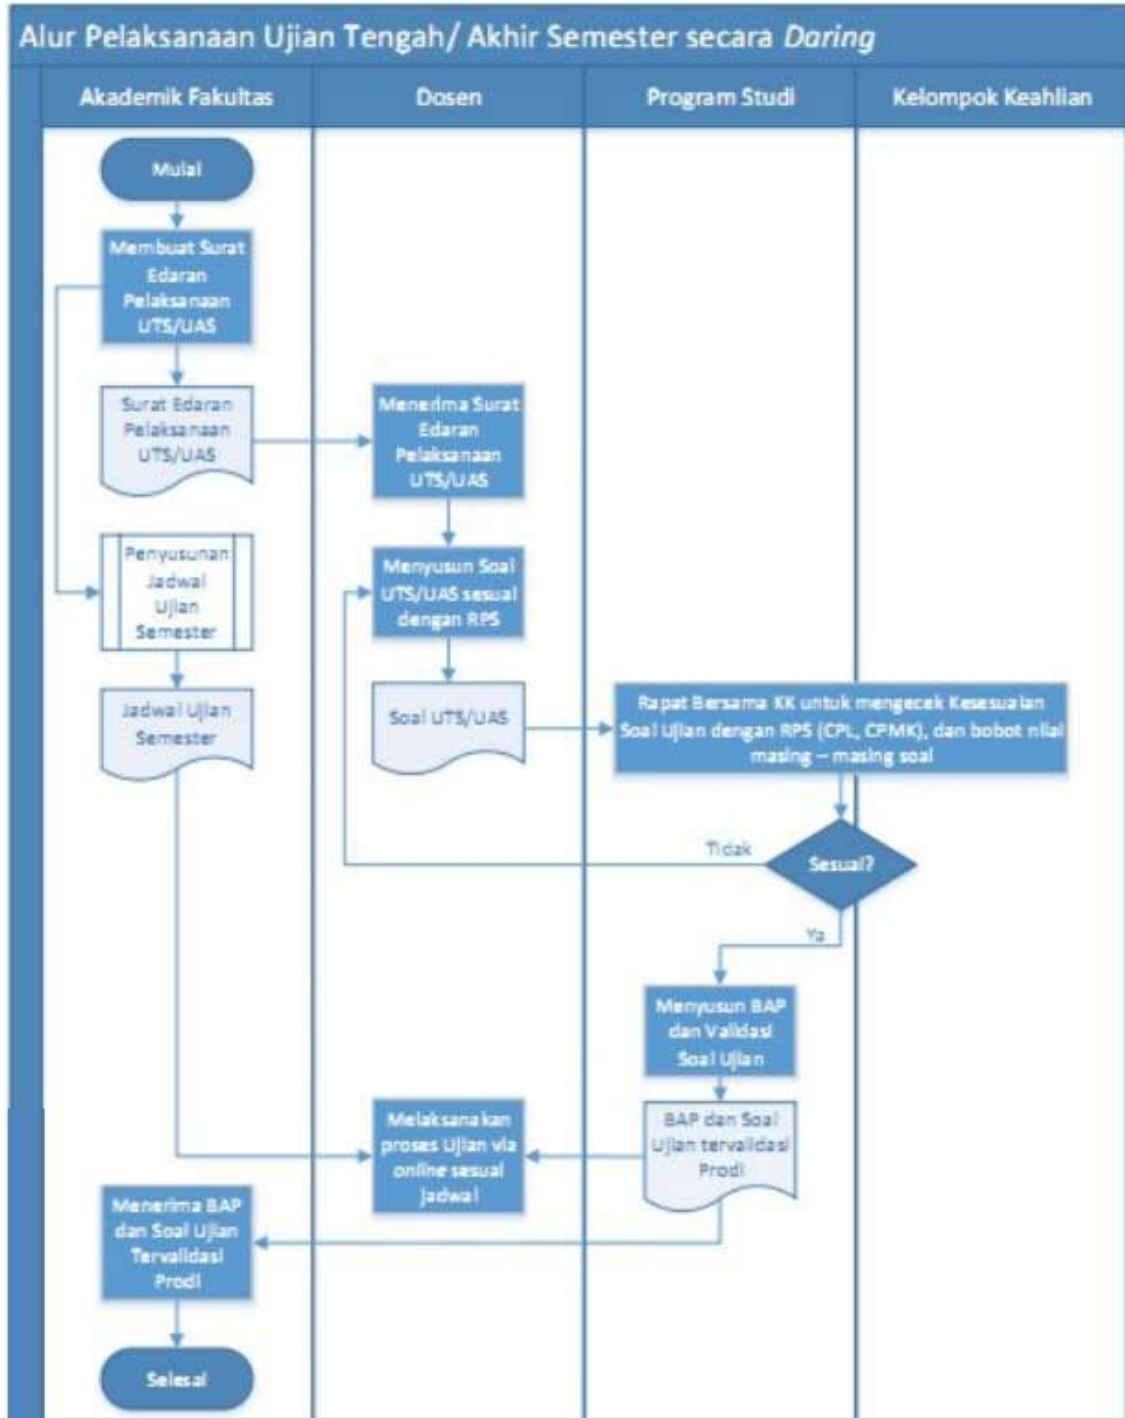 Alur Pelaksanaan Ujian Tengah/ Akhir Semester secara Daring
Akademik Fakultas
Dosen
Program Studi
Kelompok Keahlian
Mulai
Membuat Surat
Edaran
Pelaksanaan
UTS/UAS
Surat Edaran
Pelaksanaan
UTS/UAS
Menerima Surat
Edaran
Pelaksanaan
UTS/UAS
Penyusunan
Jadwal
Ujian
Semester
Menyusun Soal
UTS/UAS sesuai
dengan RPS
Jadwal Ujian
Semester
Soal UTS/UAS
Rapat Bersama KK untuk mengecek Kesesuaian
Soal Ujian dengan RPS (CPL, CPMK), dan bobot nilai
masing – masing soal
Tidak
Sesuai?
Ya
Menyusun BAP
dan Validasi
Soal Ujian
Melaksanakan
proses Ujian via
online sesuai
jadwal
BAP dan Soal
Ujian tervalidasi
Prodi
Menerima BAP
dan Soal Ujian
Tervalidasi
Prodi
Selesai